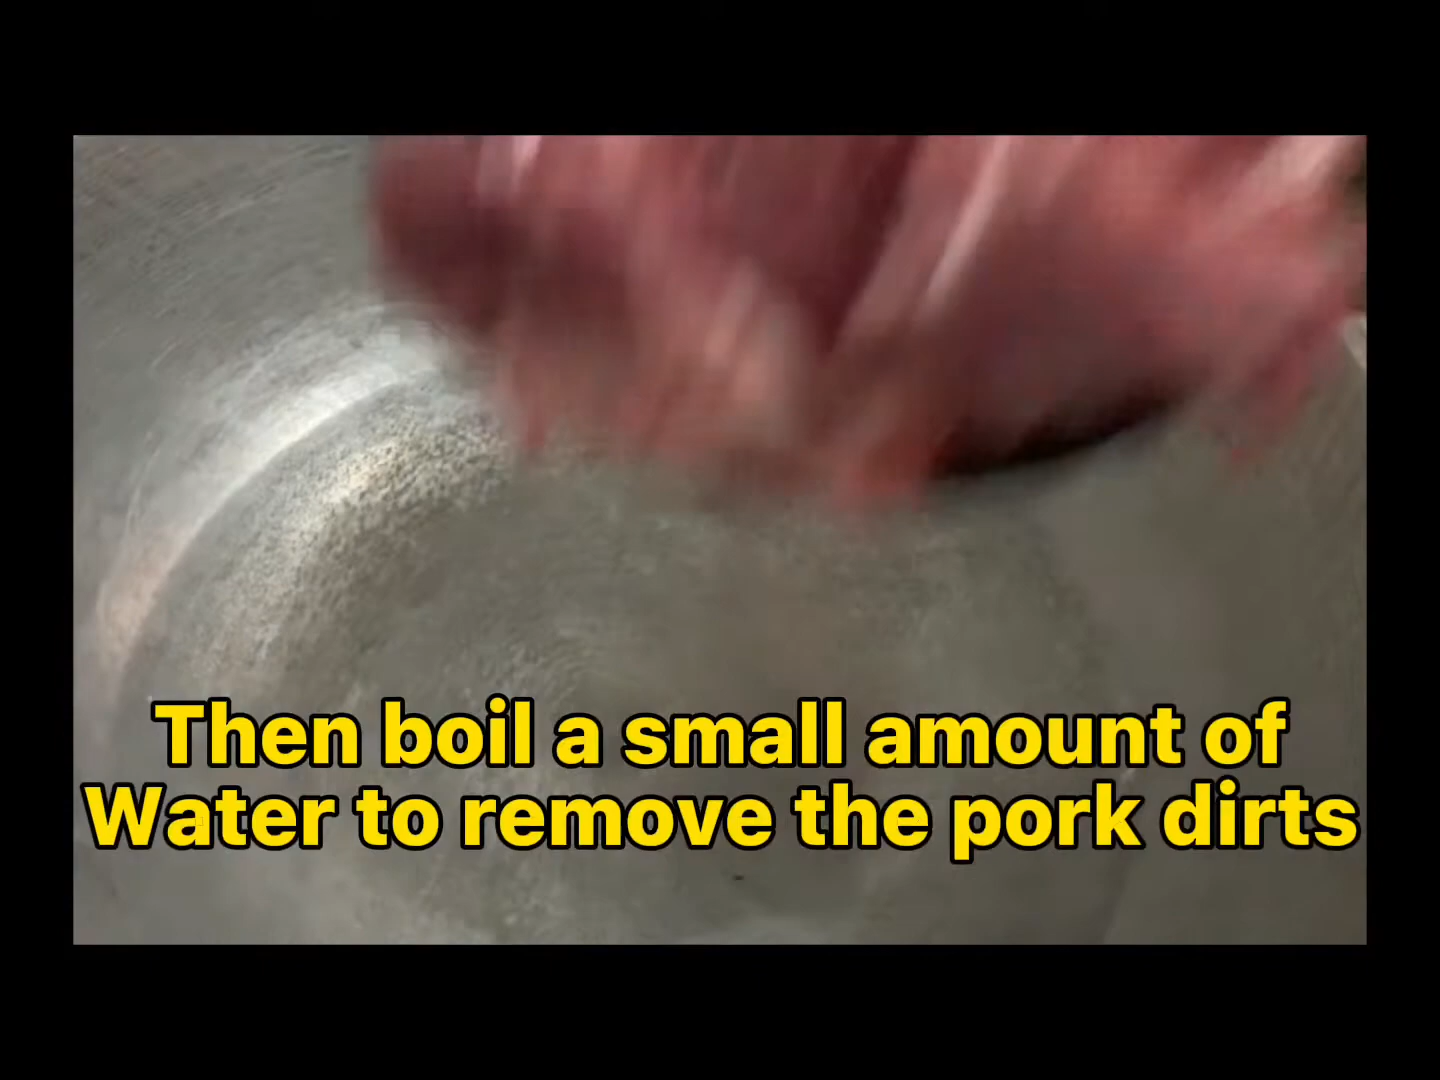 Then boil a small amount of
Water to remove the pork dirts